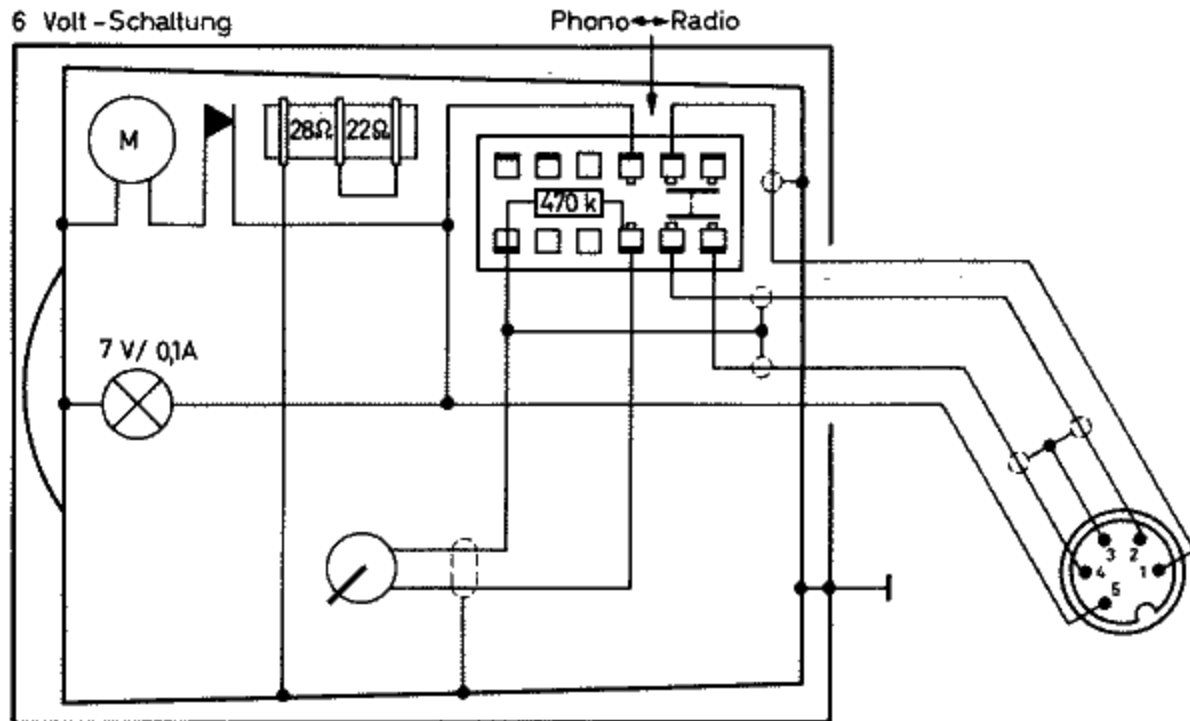 6 Volt-Schaltung
Phono↔Radio
M
28Ω 22Ω
470 k
7 V/ 0,1A
3 2
4 1
5